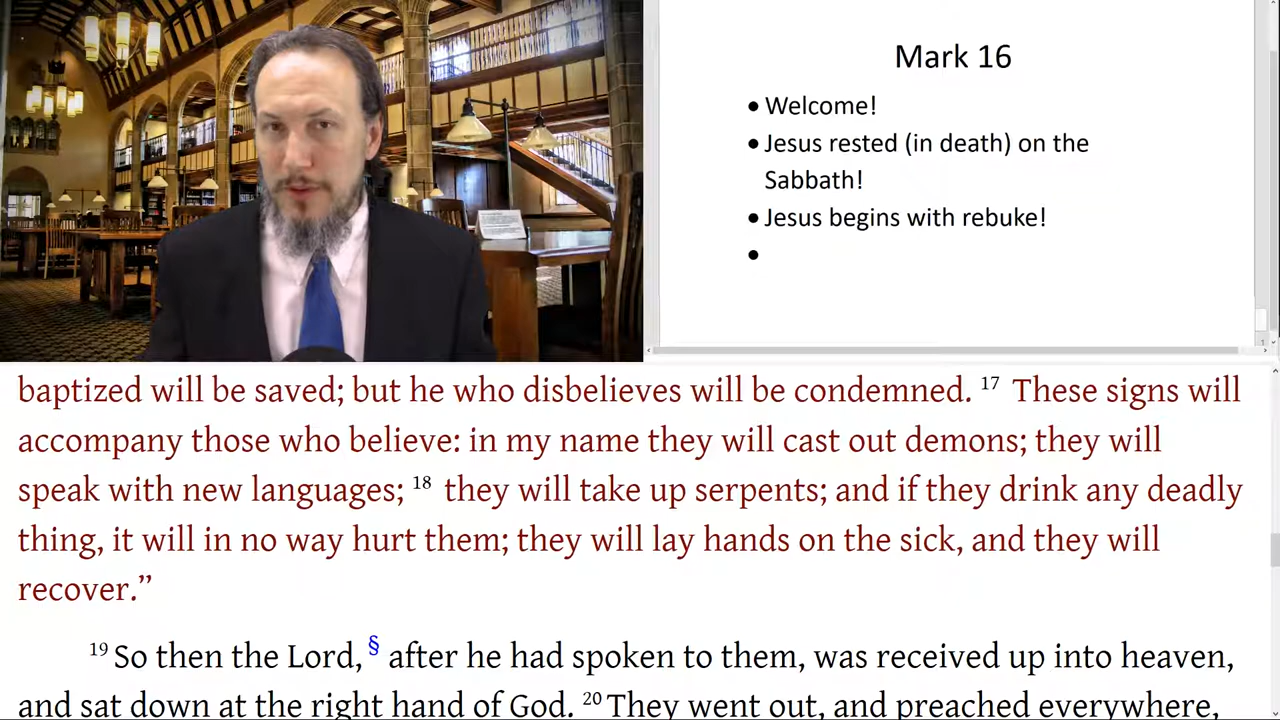 Mark 16
• Welcome!
• Jesus rested (in death) on the
Sabbath!
• Jesus begins with rebuke!
•
baptized will be saved; but he who disbelieves will be condemned. 17 These signs will
accompany those who believe: in my name they will cast out demons; they will
speak with new languages; 18 they will take up serpents; and if they drink any deadly
thing, it will in no way hurt them; they will lay hands on the sick, and they will
recover.”
19 So then the Lord,§ after he had spoken to them, was received up into heaven,
and sat down at the right hand of God. 20 They went out, and preached everywhere,